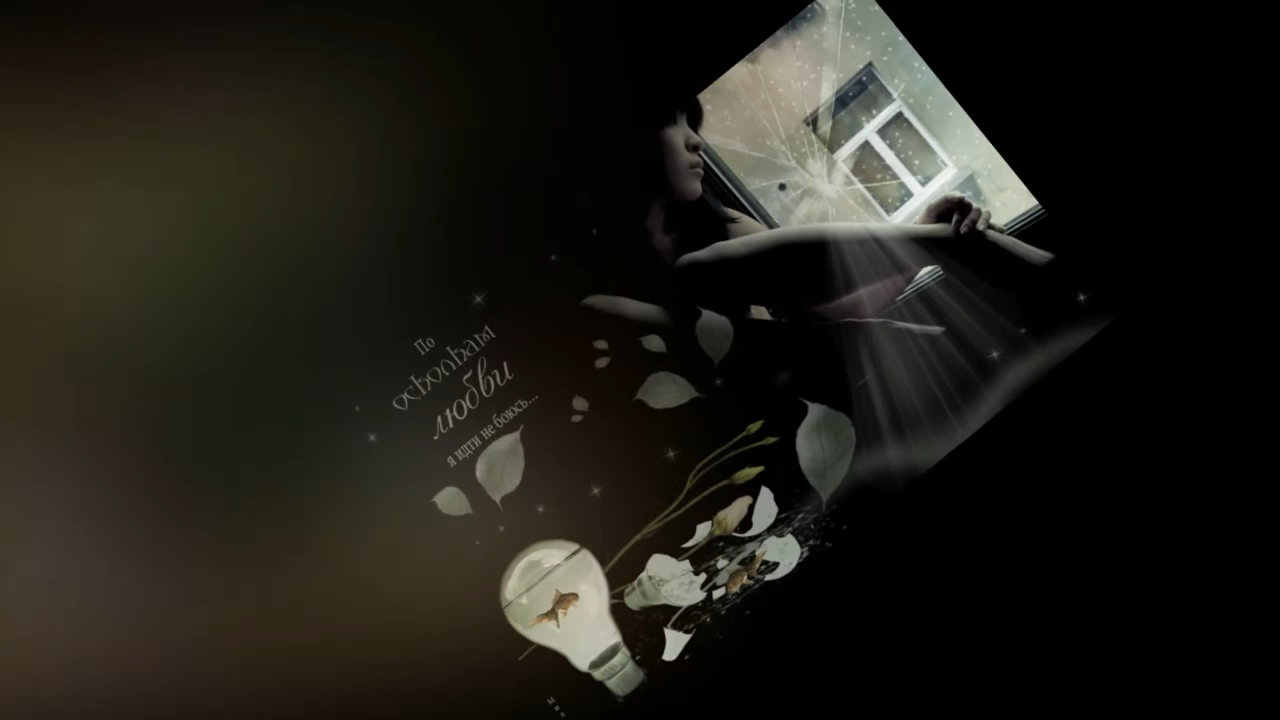 По
осколкам
любви
я идти не боюсь...